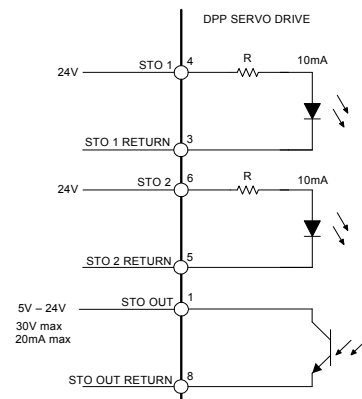 DPP SERVO DRIVE
24V STO 1 4 R 10mA
STO 1 RETURN 3
24V STO 2 6 R 10mA
STO 2 RETURN 5
5V – 24V STO OUT 1
30V max
20mA max
STO OUT RETURN 8